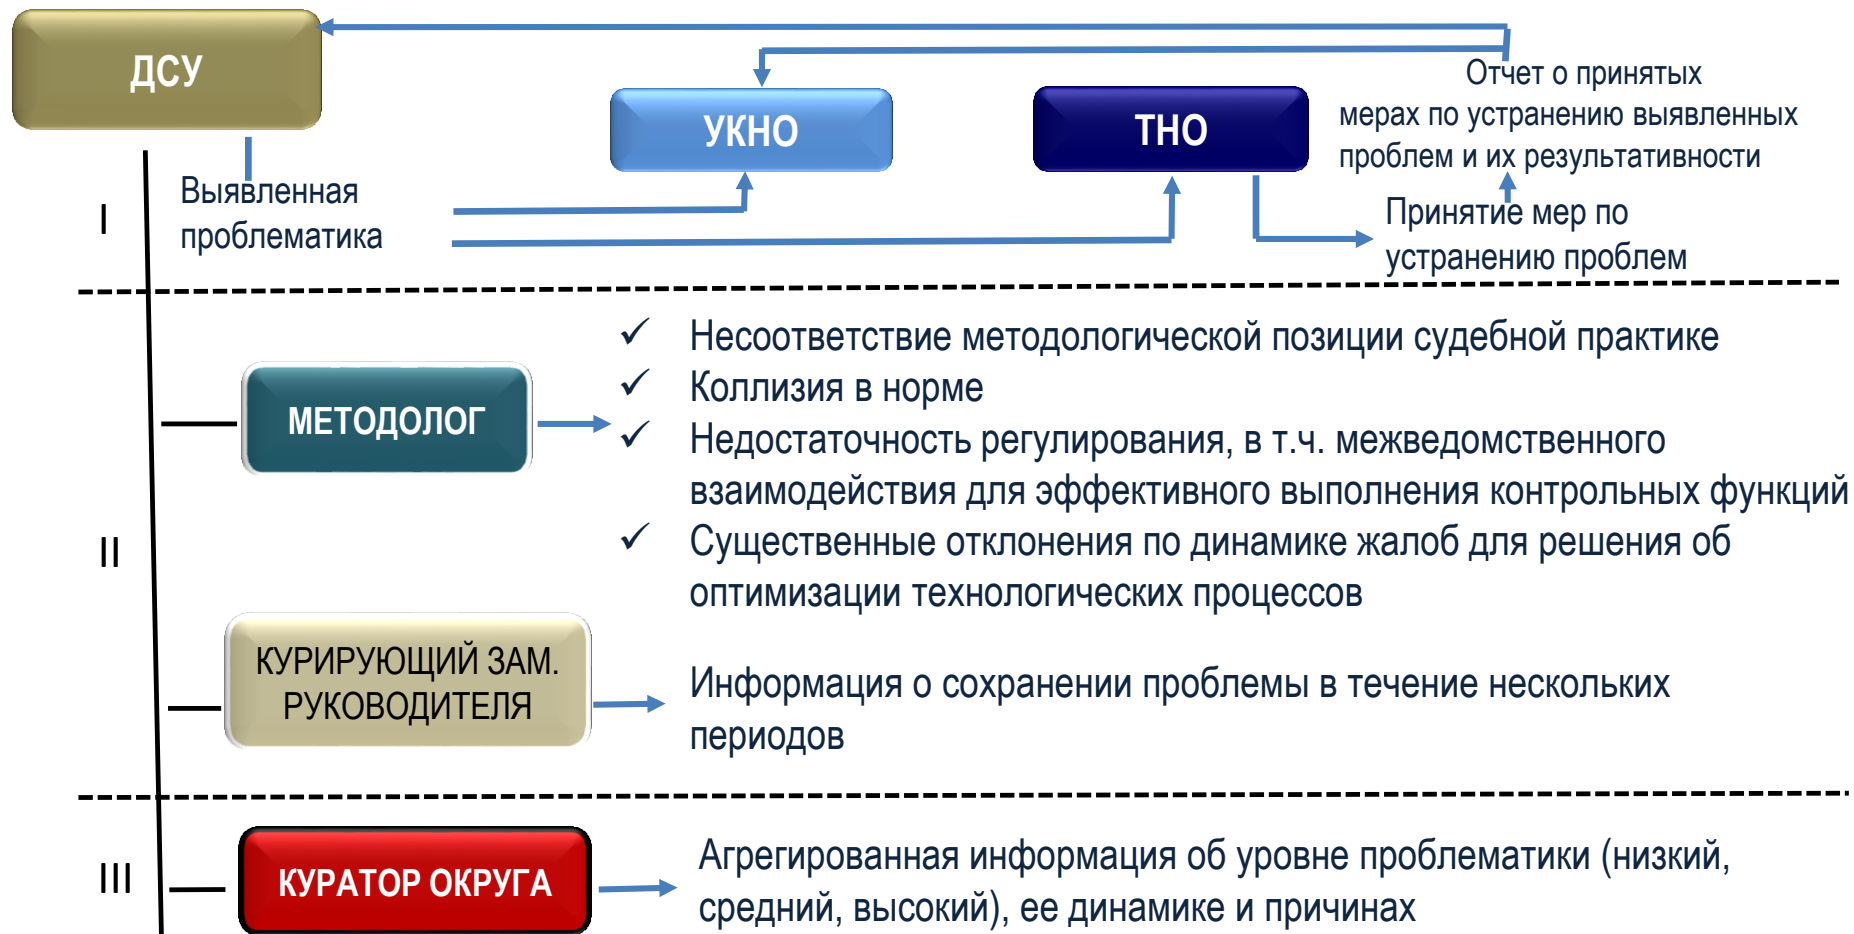 ДСУ
УКНО
ТНО
Отчет о принятых
мерах по устранению выявленных
проблем и их результативности
I
Выявленная
проблематика
Принятие мер по
устранению проблем
II
МЕТОДОЛОГ
✓ Несоответствие методологической позиции судебной практике
✓ Коллизия в норме
✓ Недостаточность регулирования, в т.ч. межведомственного
взаимодействия для эффективного выполнения контрольных функций
✓ Существенные отклонения по динамике жалоб для решения об
оптимизации технологических процессов
КУРИРУЮЩИЙ ЗАМ.
РУКОВОДИТЕЛЯ
Информация о сохранении проблемы в течение нескольких
периодов
III
КУРАТОР ОКРУГА
Агрегированная информация об уровне проблематики (низкий,
средний, высокий), ее динамике и причинах